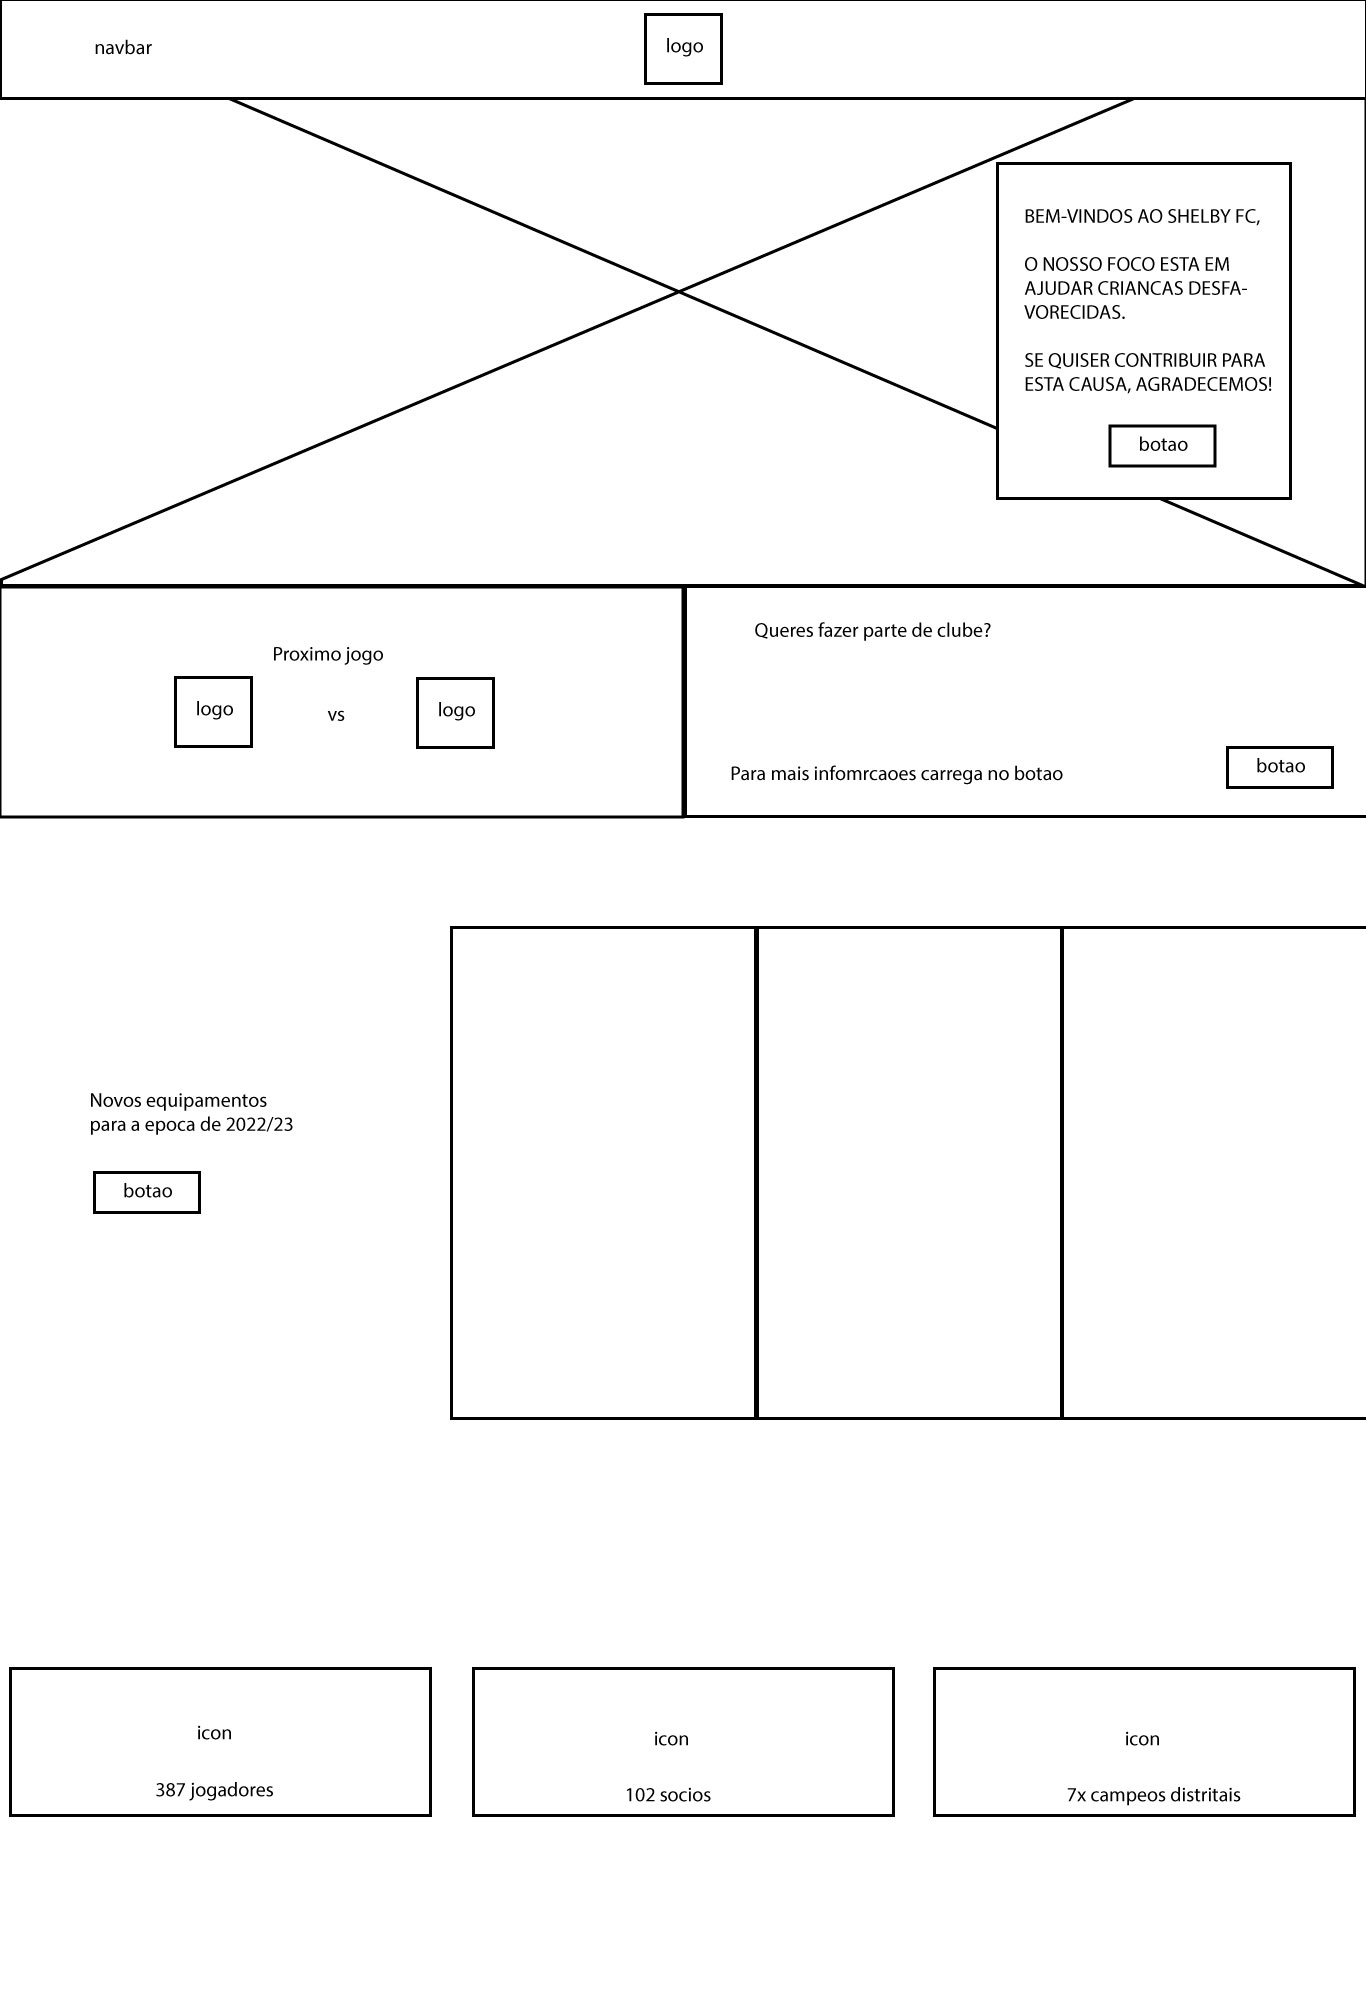 navbar
logo
BEM-VINDOS AO SHELBY FC,
O NOSSO FOCO ESTA EM
AJUDAR CRIANCAS DESFA-
VORECIDAS.
SE QUISER CONTRIBUIR PARA
ESTA CAUSA, AGRADECEMOS!
botao
Proximo jogo
logo
vs
logo
Queres fazer parte de clube?
Para mais infomrcaoes carrega no botao
botao
Novos equipamentos
para a epoca de 2022/23
botao
icon
387 jogadores
icon
102 socios
icon
7x campeos distritais